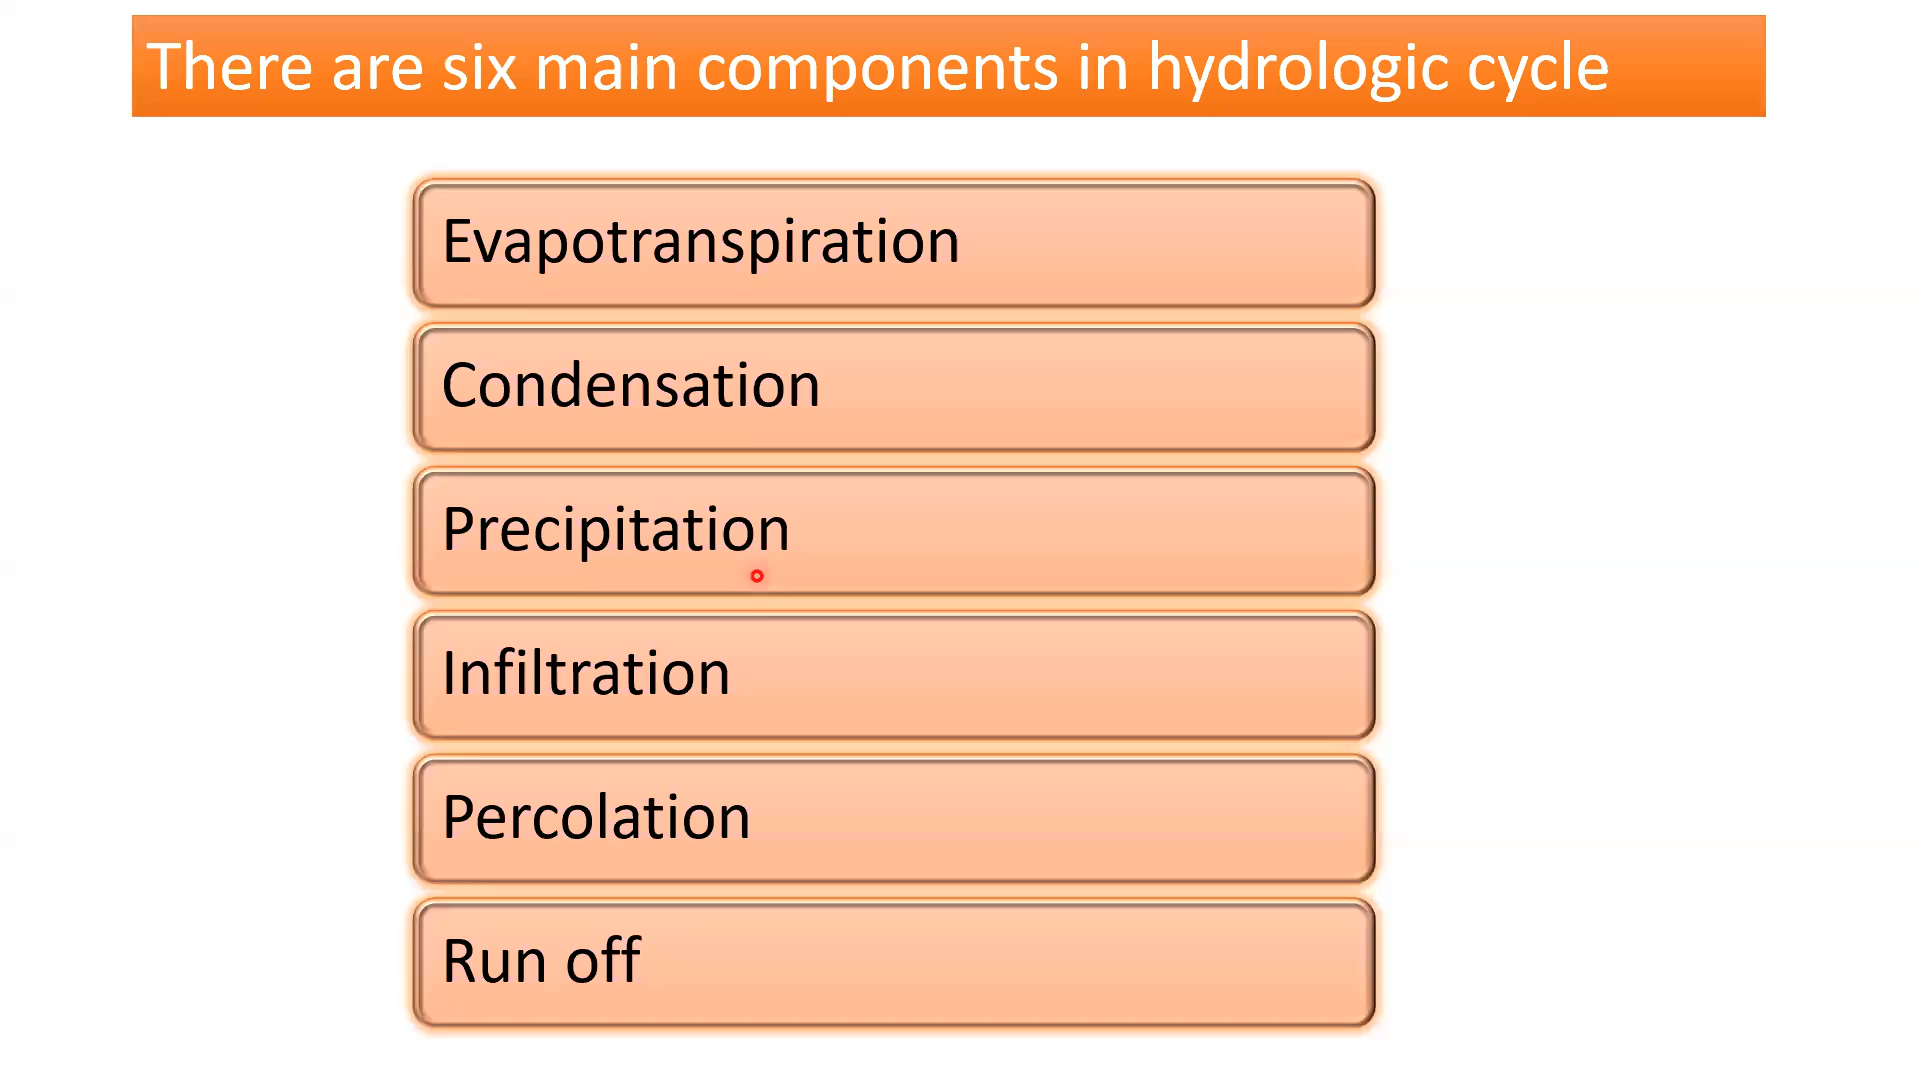 There are six main components in hydrologic cycle
Evapotranspiration
Condensation
Precipitation
Infiltration
Percolation
Run off